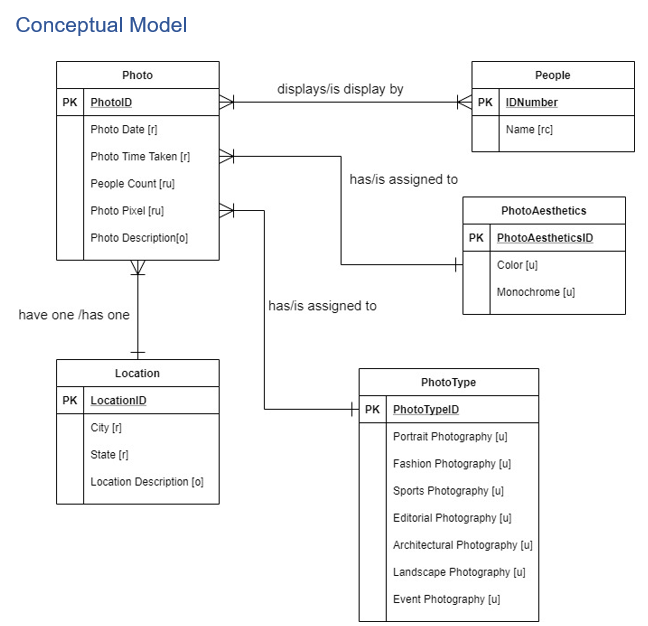 Conceptual Model
Photo
PK PhotoID
Photo Date [r]
Photo Time Taken [r]
People Count [ru]
Photo Pixel [ru]
Photo Description[o]
displays/is display by
People
PK IDNumber
Name [rc]
has/is assigned to
PhotoAesthetics
PK PhotoAestheticsID
Color [u]
Monochrome [u]
has/is assigned to
have one /has one
Location
PK LocationID
City [r]
State [r]
Location Description [o]
PhotoType
PK PhotoTypeID
Portrait Photography [u]
Fashion Photography [u]
Sports Photography [u]
Editorial Photography [u]
Architectural Photography [u]
Landscape Photography [u]
Event Photography [u]